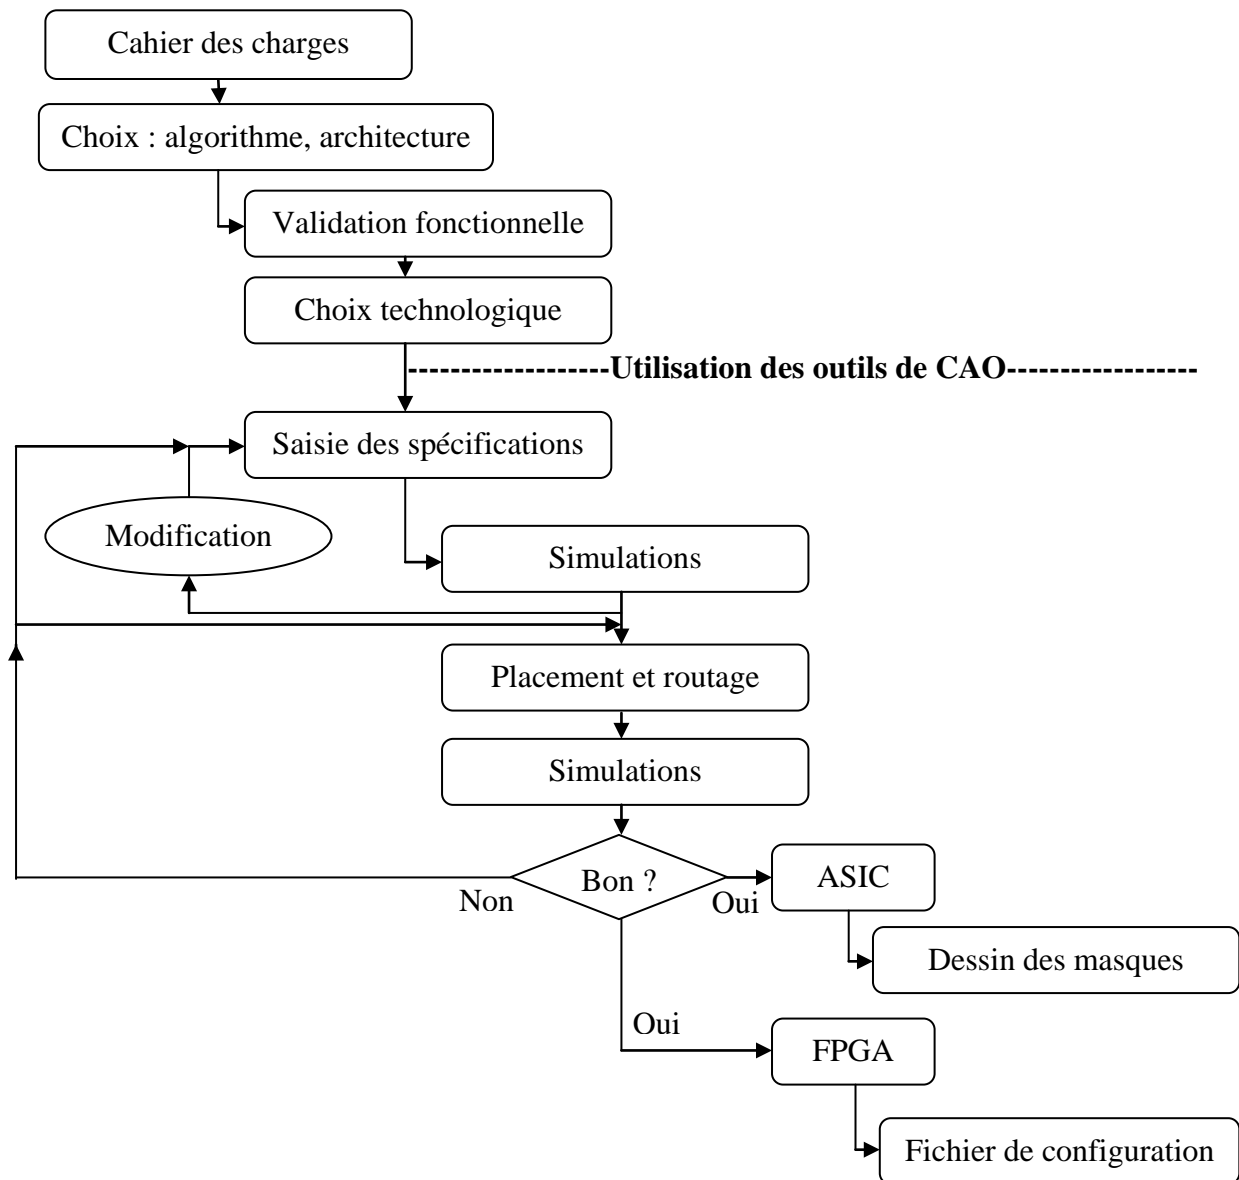 Cahier des charges
Choix : algorithme, architecture
Validation fonctionnelle
Choix technologique
------------------Utilisation des outils de CAO-----------------
Saisie des spécifications
Modification
Simulations
Placement et routage
Simulations
Bon ?
Non
Oui
ASIC
Dessin des masques
Oui
FPGA
Fichier de configuration